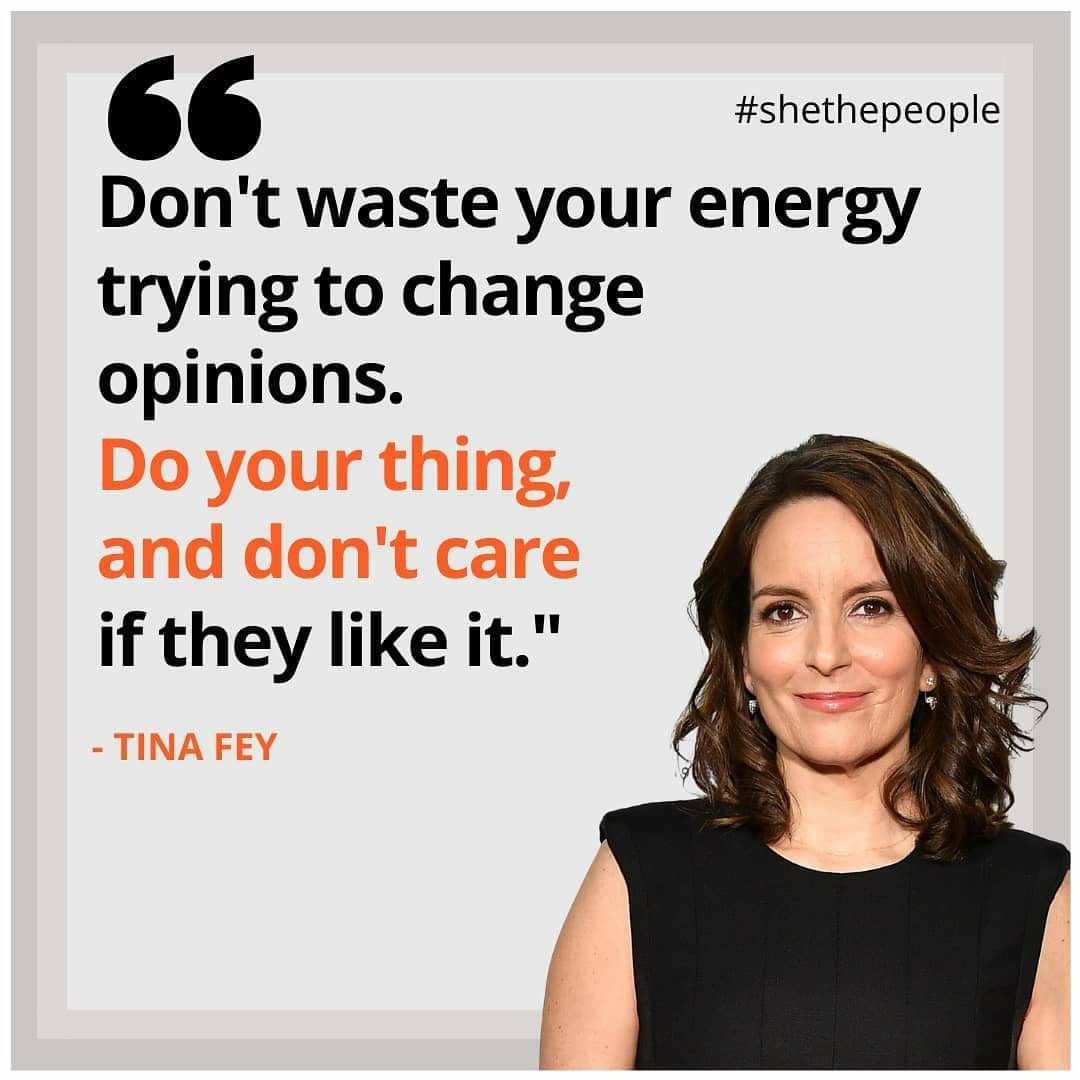 #shethepeople
“
Don't waste your energy
trying to change
opinions.
Do your thing,
and don't care
if they like it."
- TINA FEY